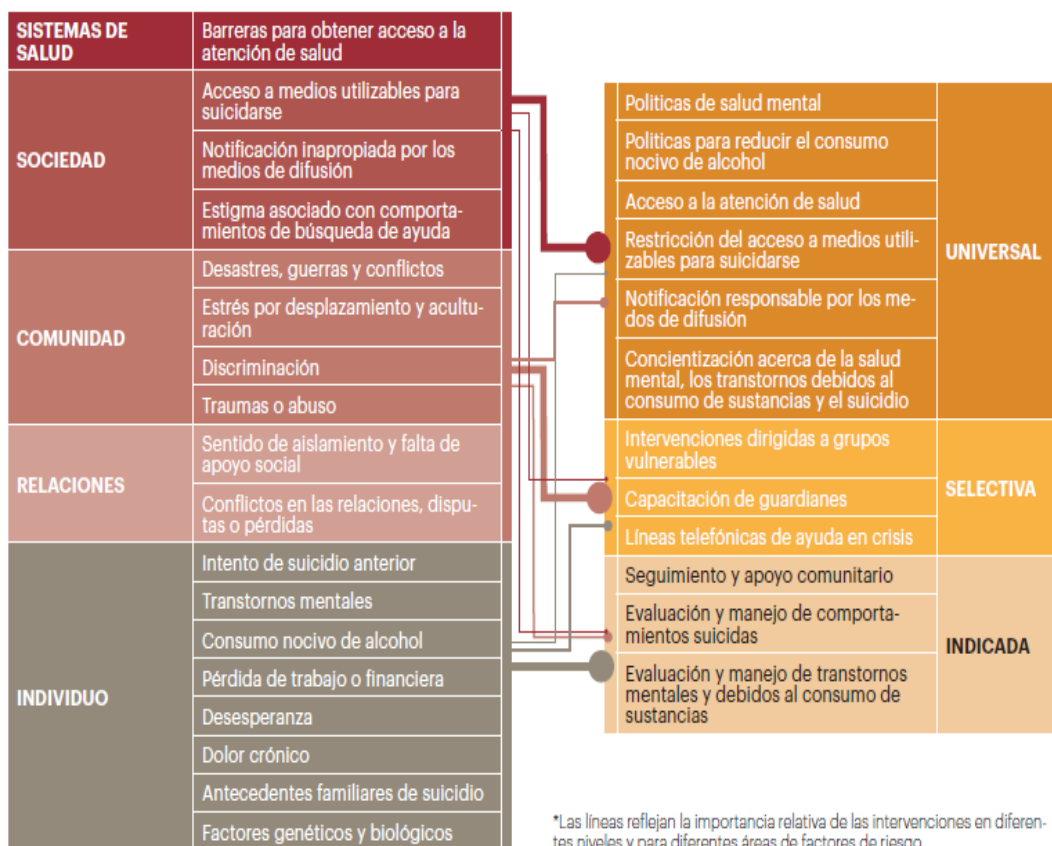 SISTEMAS DE
SALUD
Barreras para obtener acceso a la
atención de salud
SOCIEDAD
Acceso a medios utilizables para
suicidarse
Notificación inapropiada por los
medios de difusión
Estigma asociado con comporta-
mientos de búsqueda de ayuda
COMUNIDAD
Desastres, guerras y conflictos
Estrés por desplazamiento y acultu-
ración
Discriminación
Traumas o abuso
RELACIONES
Sentido de aislamiento y falta de
apoyo social
Conflictos en las relaciones, dispu-
tas o pérdidas
INDIVIDUO
Intento de suicidio anterior
Transtornos mentales
Consumo nocivo de alcohol
Pérdida de trabajo o financiera
Desesperanza
Dolor crónico
Antecedentes familiares de suicidio
Factores genéticos y biológicos
Politicas de salud mental
Politicas para reducir el consumo
nocivo de alcohol
Acceso a la atención de salud
Restricción del acceso a medios utili-
zables para suicidarse
Notificación responsable por los me-
dos de difusión
Concientización acerca de la salud
mental, los transtornos debidos al
consumo de sustancias y el suicidio
UNIVERSAL
Intervenciones dirigidas a grupos
vulnerables
Capacitación de guardianes
Líneas telefónicas de ayuda en crisis
SELECTIVA
Seguimiento y apoyo comunitario
Evaluación y manejo de comporta-
mientos suicidas
Evaluación y manejo de transtornos
mentales y debidos al consumo de
sustancias
INDICADA
*Las líneas reflejan la importancia relativa de las intervenciones en diferen-
tes niveles y para diferentes áreas de factores de riesgo